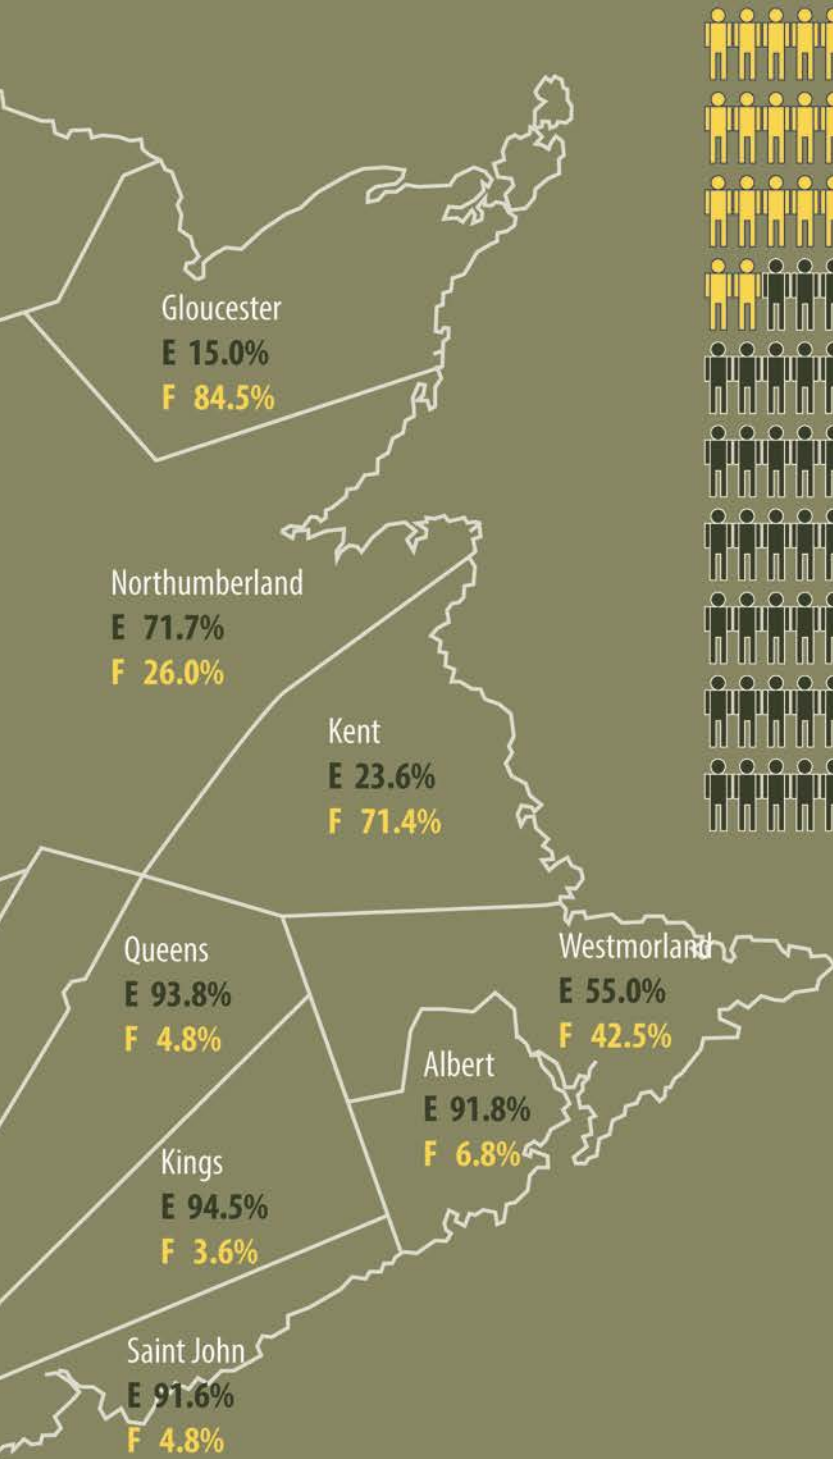 Gloucester
E 15.0%
F 84.5%
Northumberland
E 71.7%
F 26.0%
Kent
E 23.6%
F 71.4%
Queens
E 93.8%
F 4.8%
Westmorland
E 55.0%
F 42.5%
Albert
E 91.8%
F 6.8%
Kings
E 94.5%
F 3.6%
Saint John
E 91.6%
F 4.8%